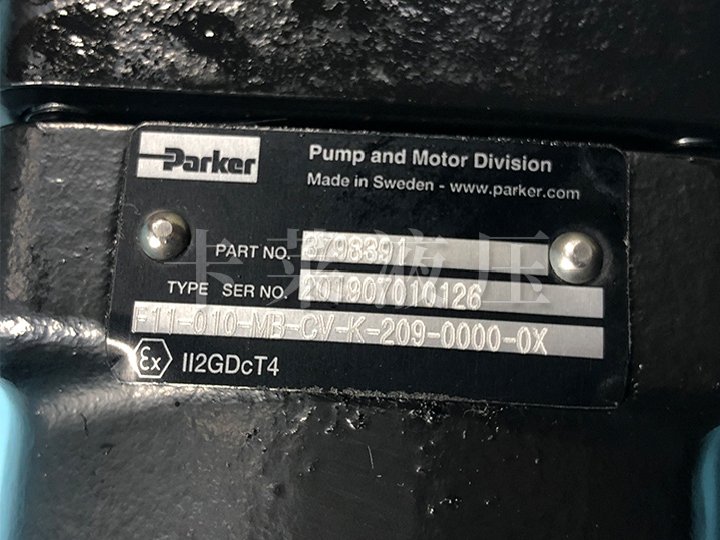 Parker
Pump and Motor Division
Made in Sweden - www.parker.com
PART NO. 3798391
TYPE SER NO. 201907010126
F11-010-MB-CV-K-209-0000-0X
Ex II2GDcT4
卡莱液压